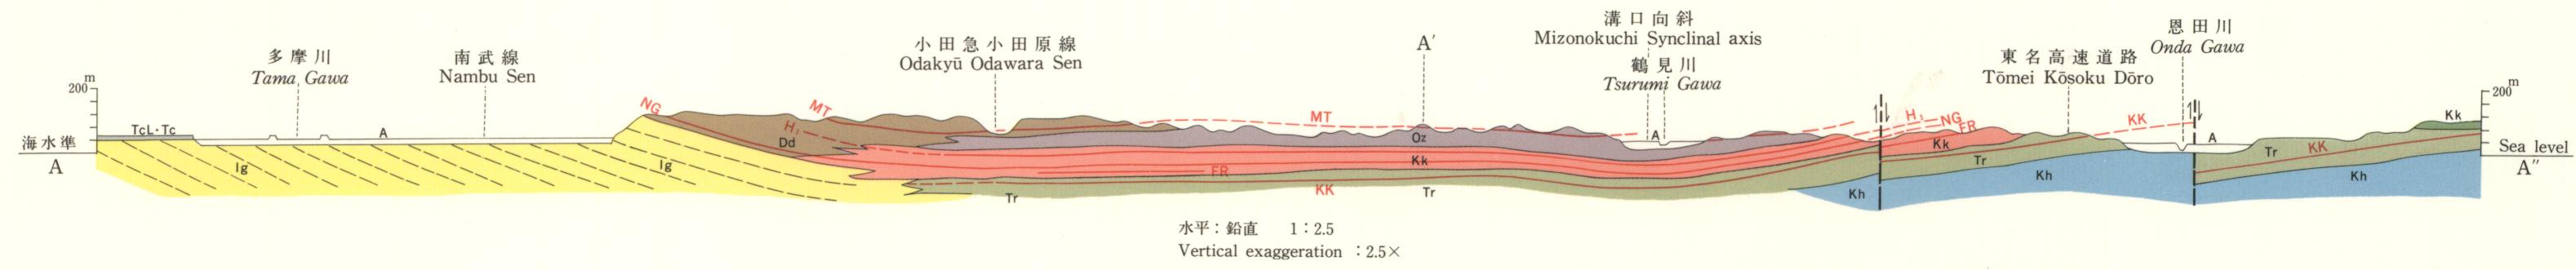 溝口向斜
Mizonokuchi Synclinal axis
恩田川
Onda Gawa
小田急小田原線
Odakyū Odawara Sen
A′
多摩川
Tama Gawa
南武線
Nambu Sen
鶴見川
Tsurumi Gawa
東名高速道路
Tōmei Kōsoku Dōro
m
200
m
200
NG
MT
MT
H₁
H₁
NG
FR
KK
Kk
TcL·Tc
A
Dd
Oz
A
Kk
A
海水準
Sea level
A
A″
Ig
Ig
Kk
Tr
Tr
KK
FR
Kh
Kh
Tr
KK
Tr
Kh
水平：鉛直 1：2.5
Vertical exaggeration：2.5×